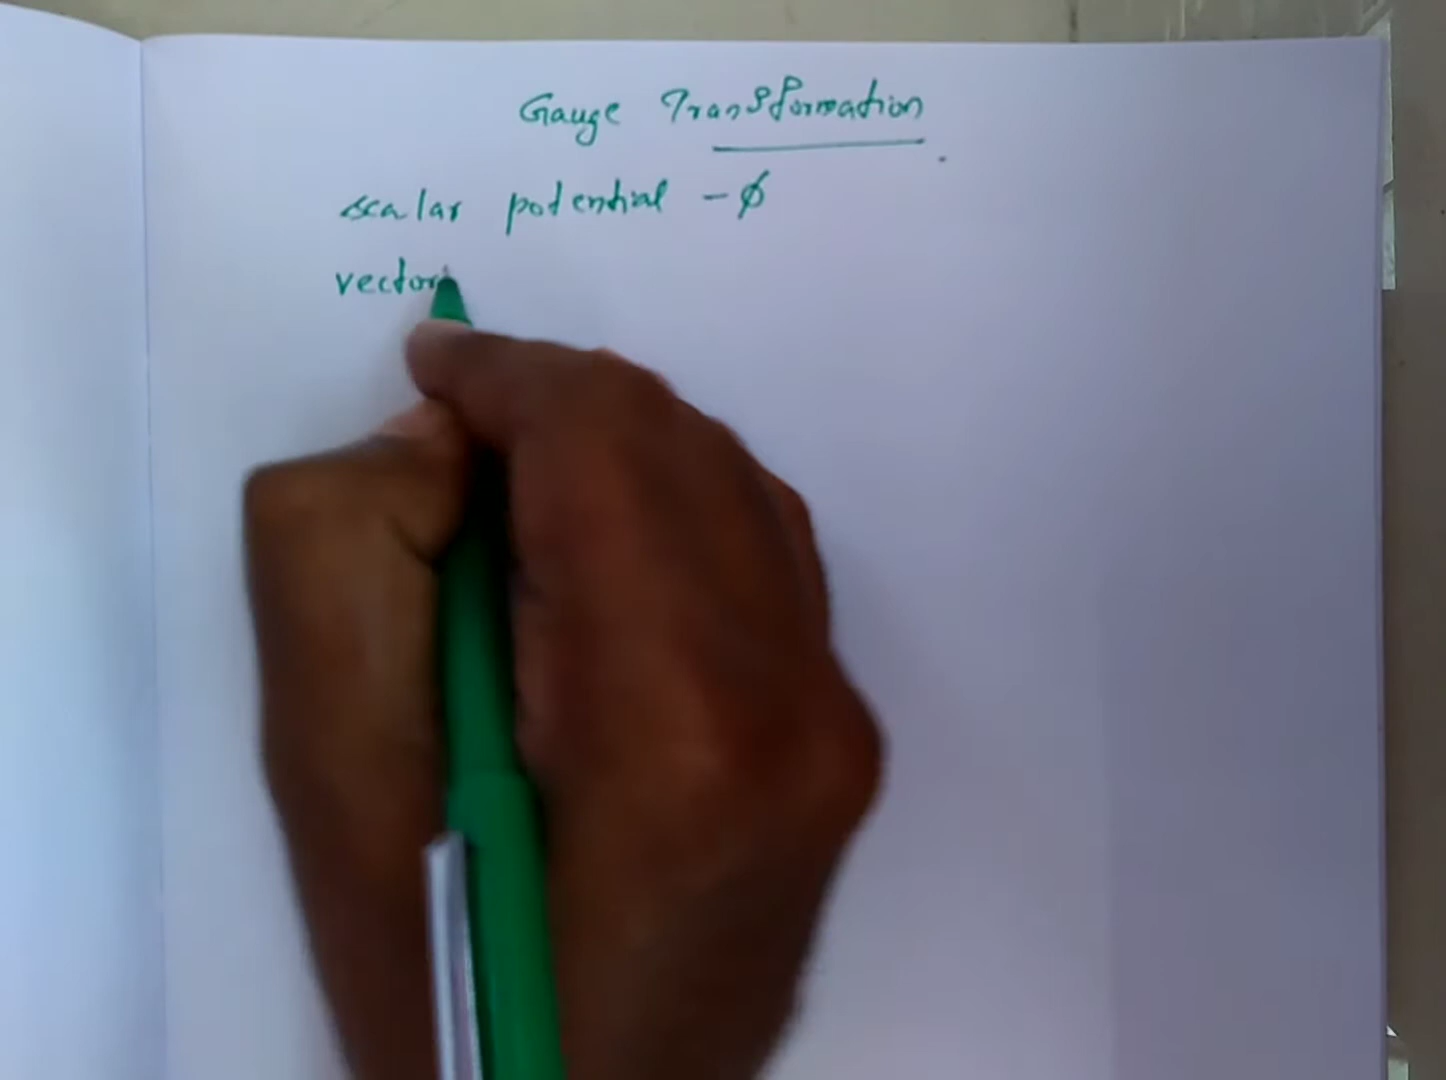 Gauge Transformation
scalar potential - ϕ
vector